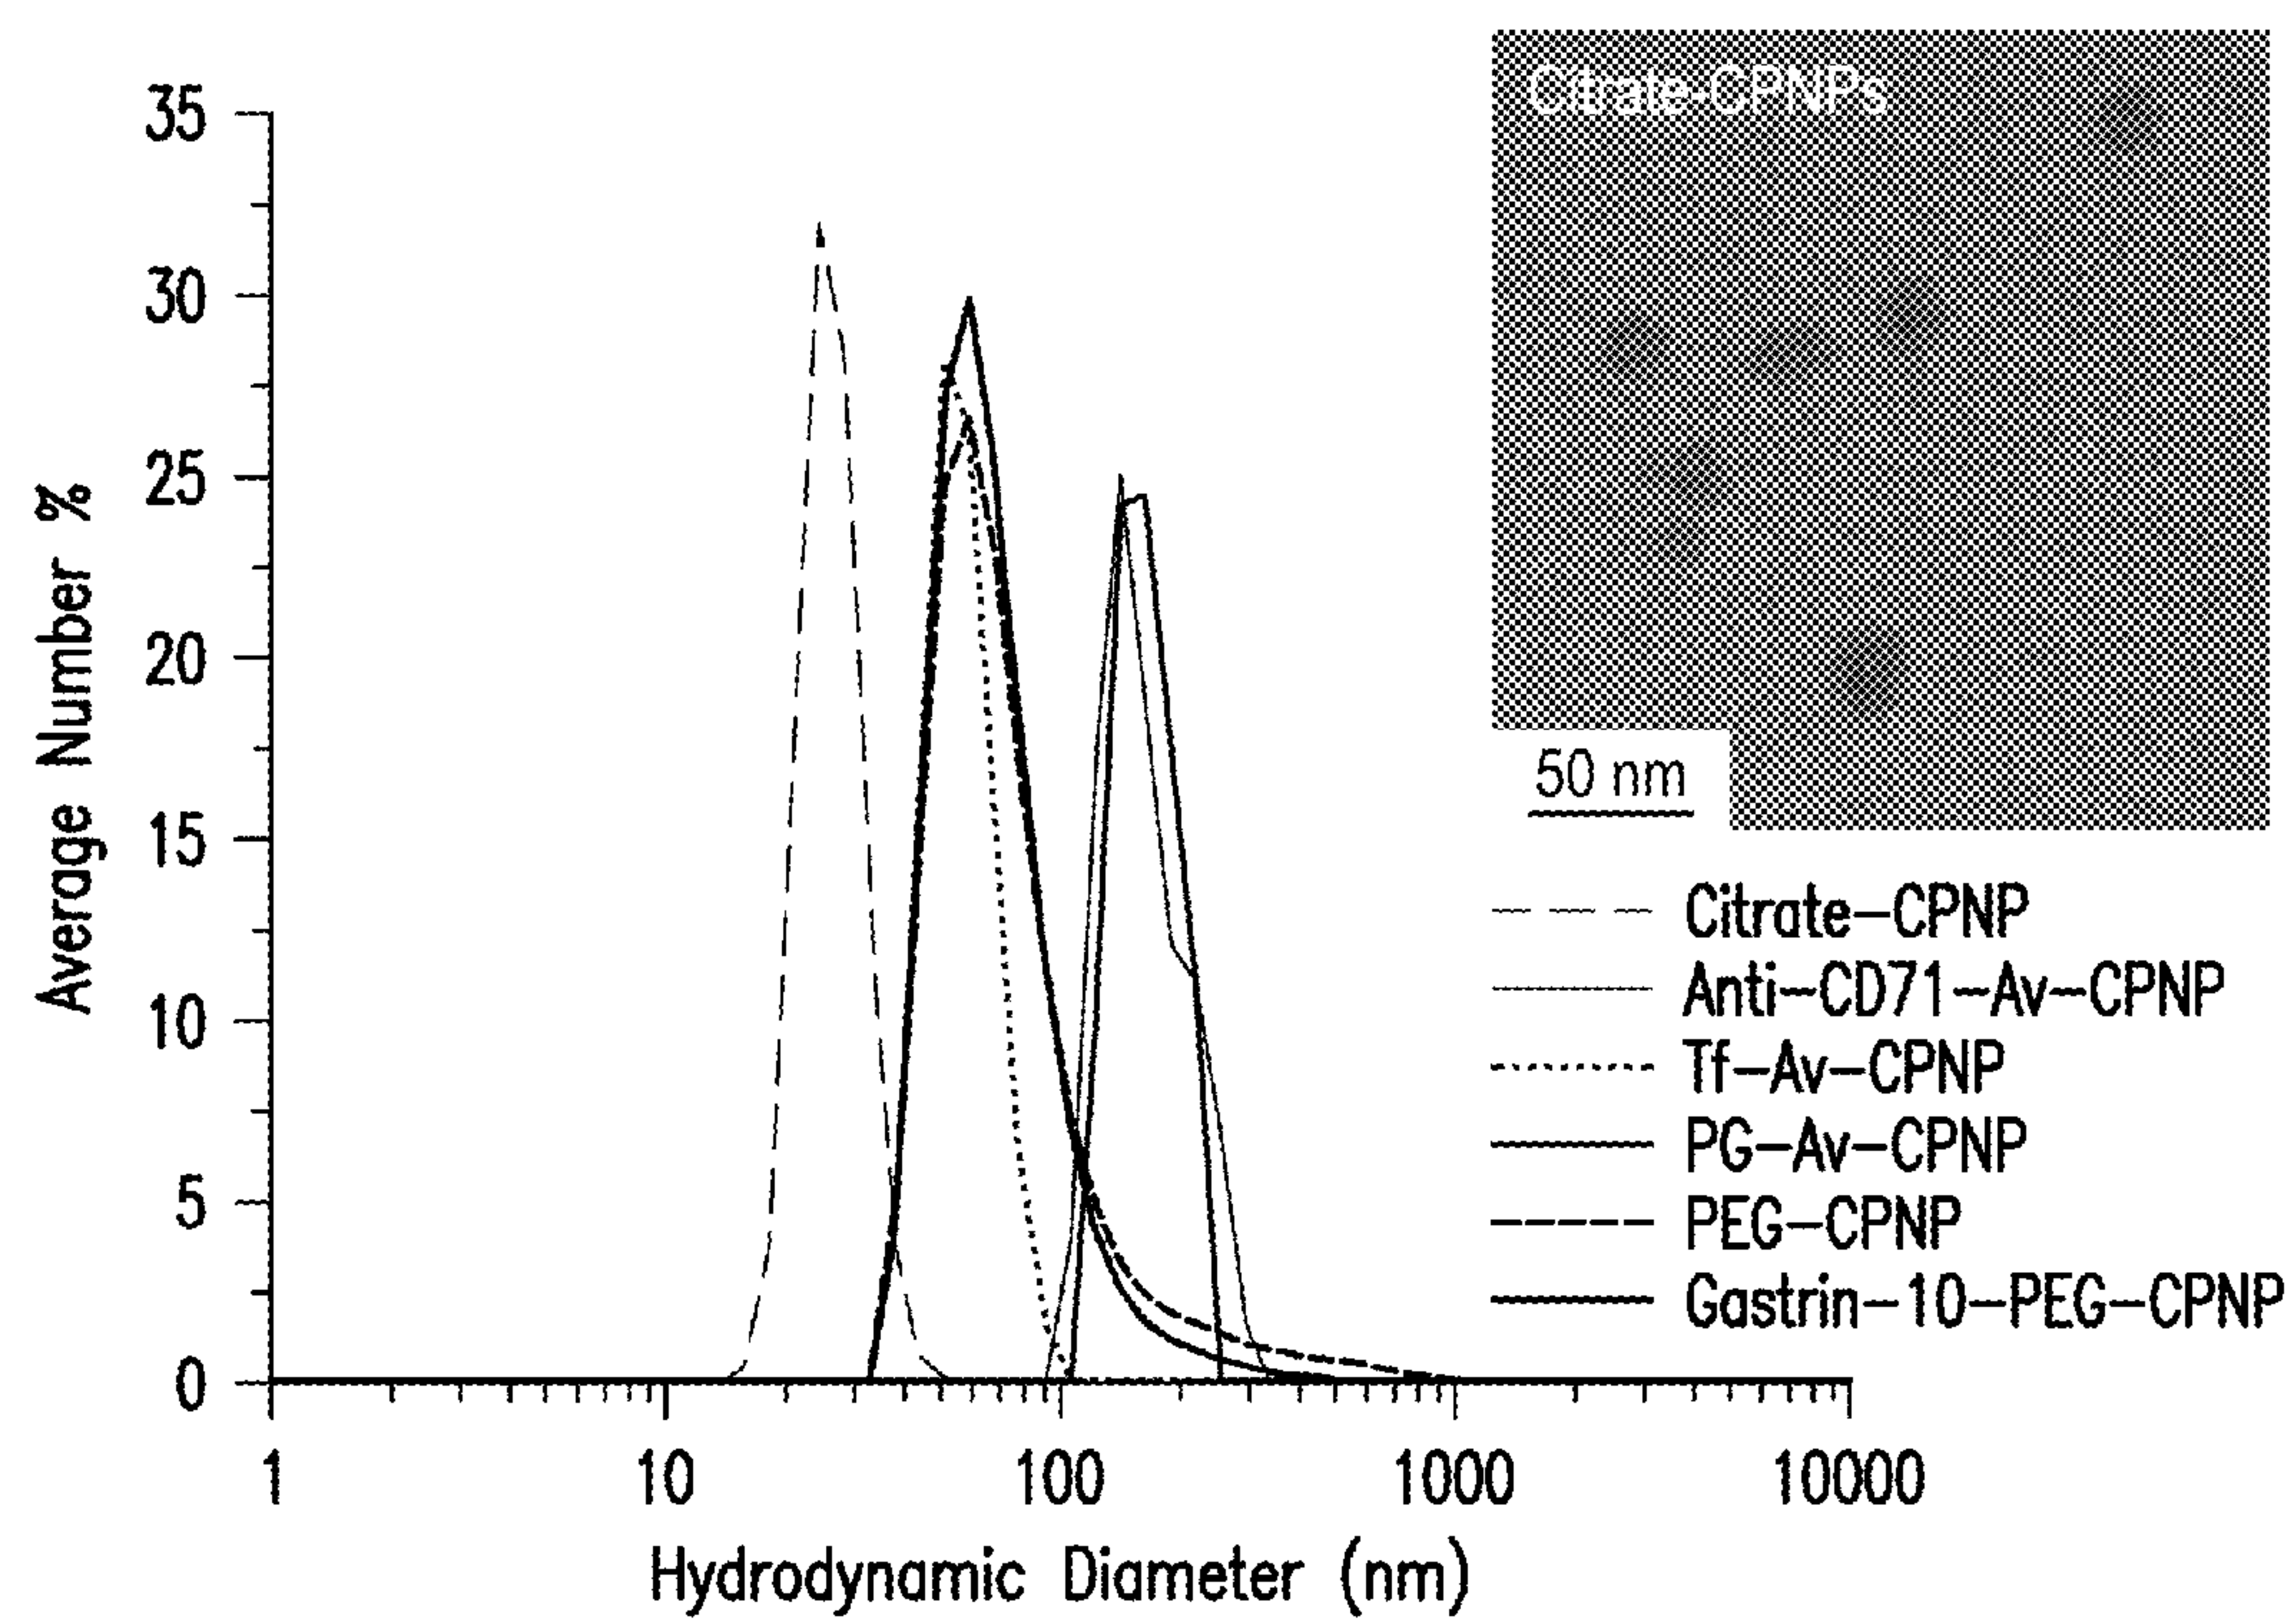 Citrate-CPNPs
50 nm
35
30
25
20
15
10
5
0
Average Number %
1
10
100
1000
10000
Hydrodynamic Diameter (nm)
Citrate-CPNP
Anti-CD71-Av-CPNP
Tf-Av-CPNP
PG-Av-CPNP
PEG-CPNP
Gastrin-10-PEG-CPNP